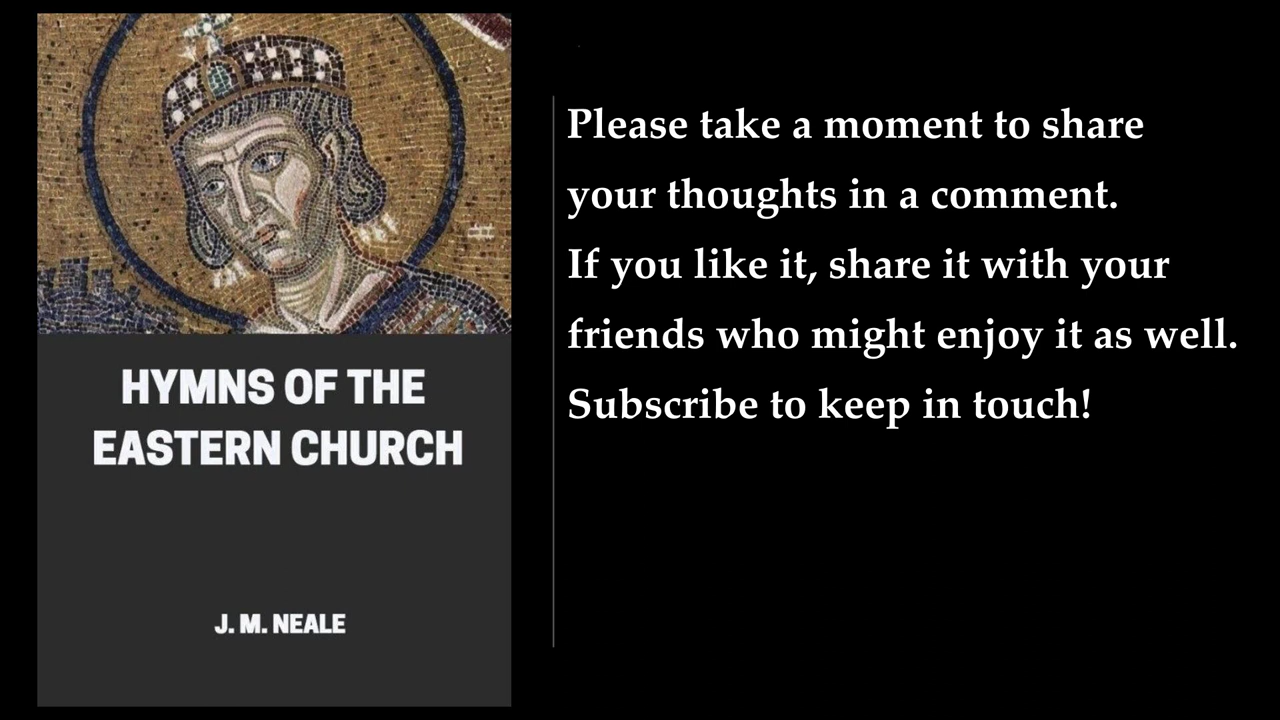 HYMNS OF THE
EASTERN CHURCH
J. M. NEALE
Please take a moment to share
your thoughts in a comment.
If you like it, share it with your
friends who might enjoy it as well.
Subscribe to keep in touch!